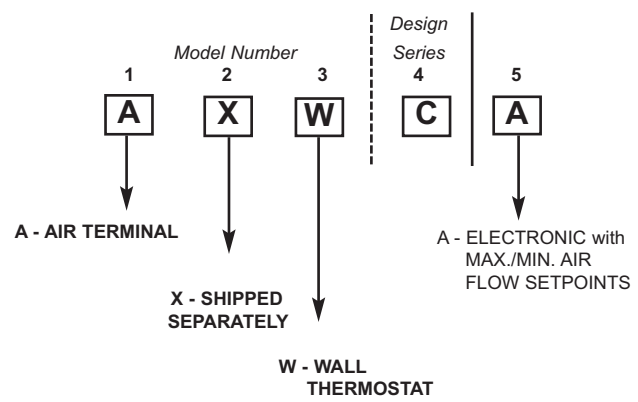 Design
Model Number Series
1 2 3 4 5
A X W C A
A - AIR TERMINAL
A - ELECTRONIC with
MAX./MIN. AIR
FLOW SETPOINTS
X - SHIPPED
SEPARATELY
W - WALL
THERMOSTAT